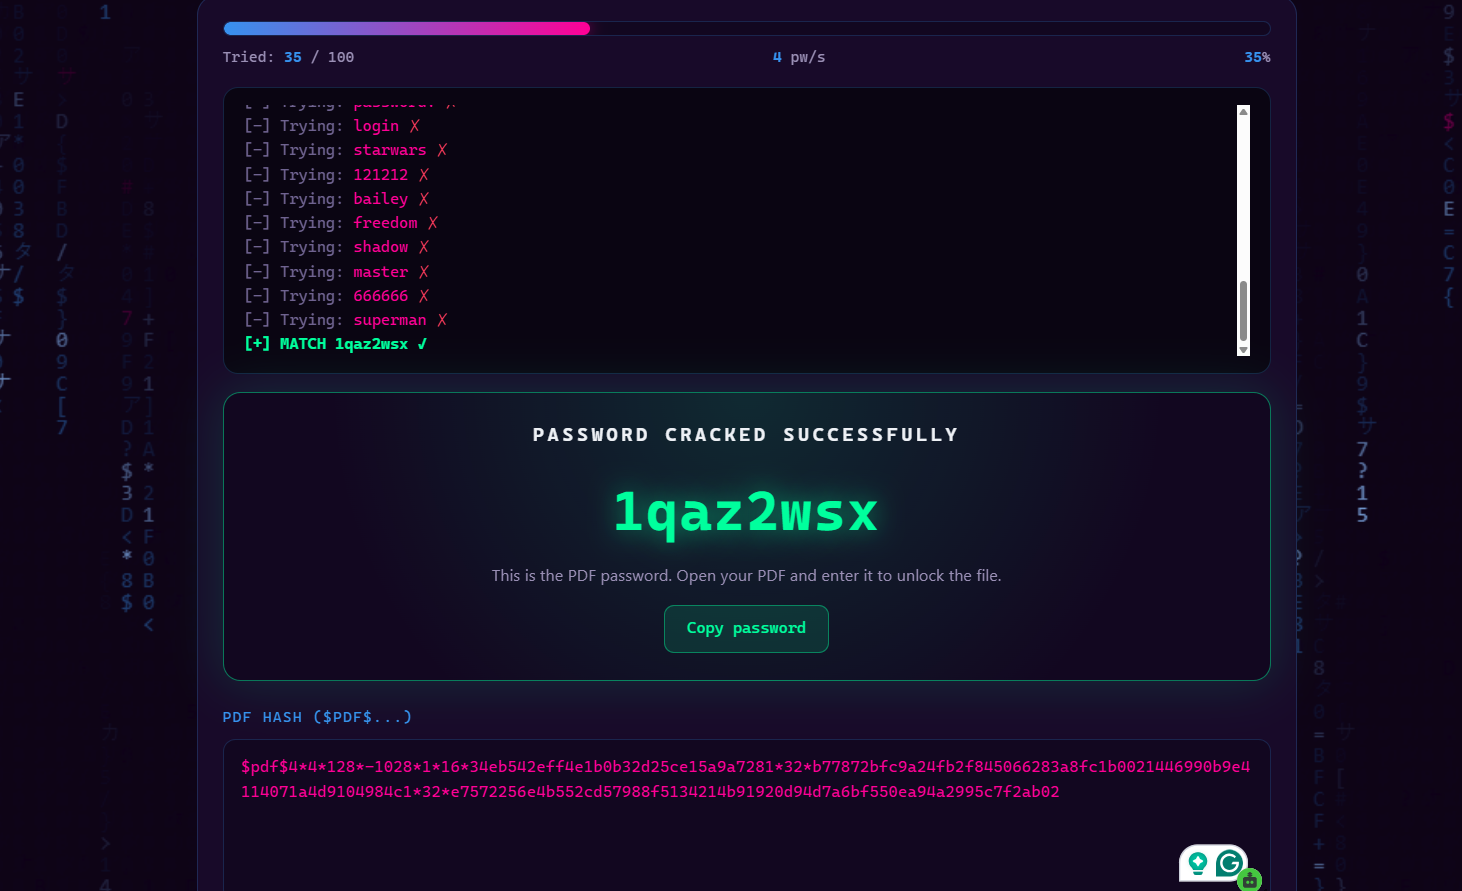 Tried: 35 / 100
4 pw/s
35%
[-] Trying: login ✗
[-] Trying: starwars ✗
[-] Trying: 121212 ✗
[-] Trying: bailey ✗
[-] Trying: freedom ✗
[-] Trying: shadow ✗
[-] Trying: master ✗
[-] Trying: 666666 ✗
[-] Trying: superman ✗
[+] MATCH 1qaz2wsx ✓
PASSWORD CRACKED SUCCESSFULLY
1qaz2wsx
This is the PDF password. Open your PDF and enter it to unlock the file.
Copy password
PDF HASH ($PDF$...)
$pdf$4*4*128*-1028*1*16*34eb542eff4e1b0b32d25ce15a9a7281*32*b77872bfc9a24fb2f845066283a8fc1b0021446990b9e4
114071a4d9104984c1*32*e7572256e4b552cd57988f5134214b91920d94d7a6bf550ea94a2995c7f2ab02